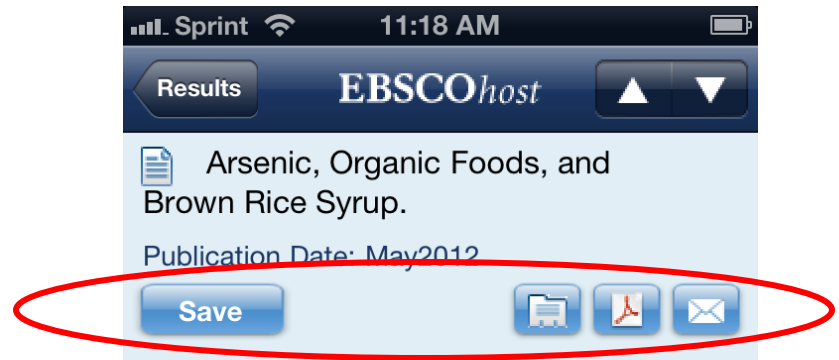 Sprint 11:18 AM
Results EBSCOhost
Arsenic, Organic Foods, and
Brown Rice Syrup.
Publication Date: May2012
Save